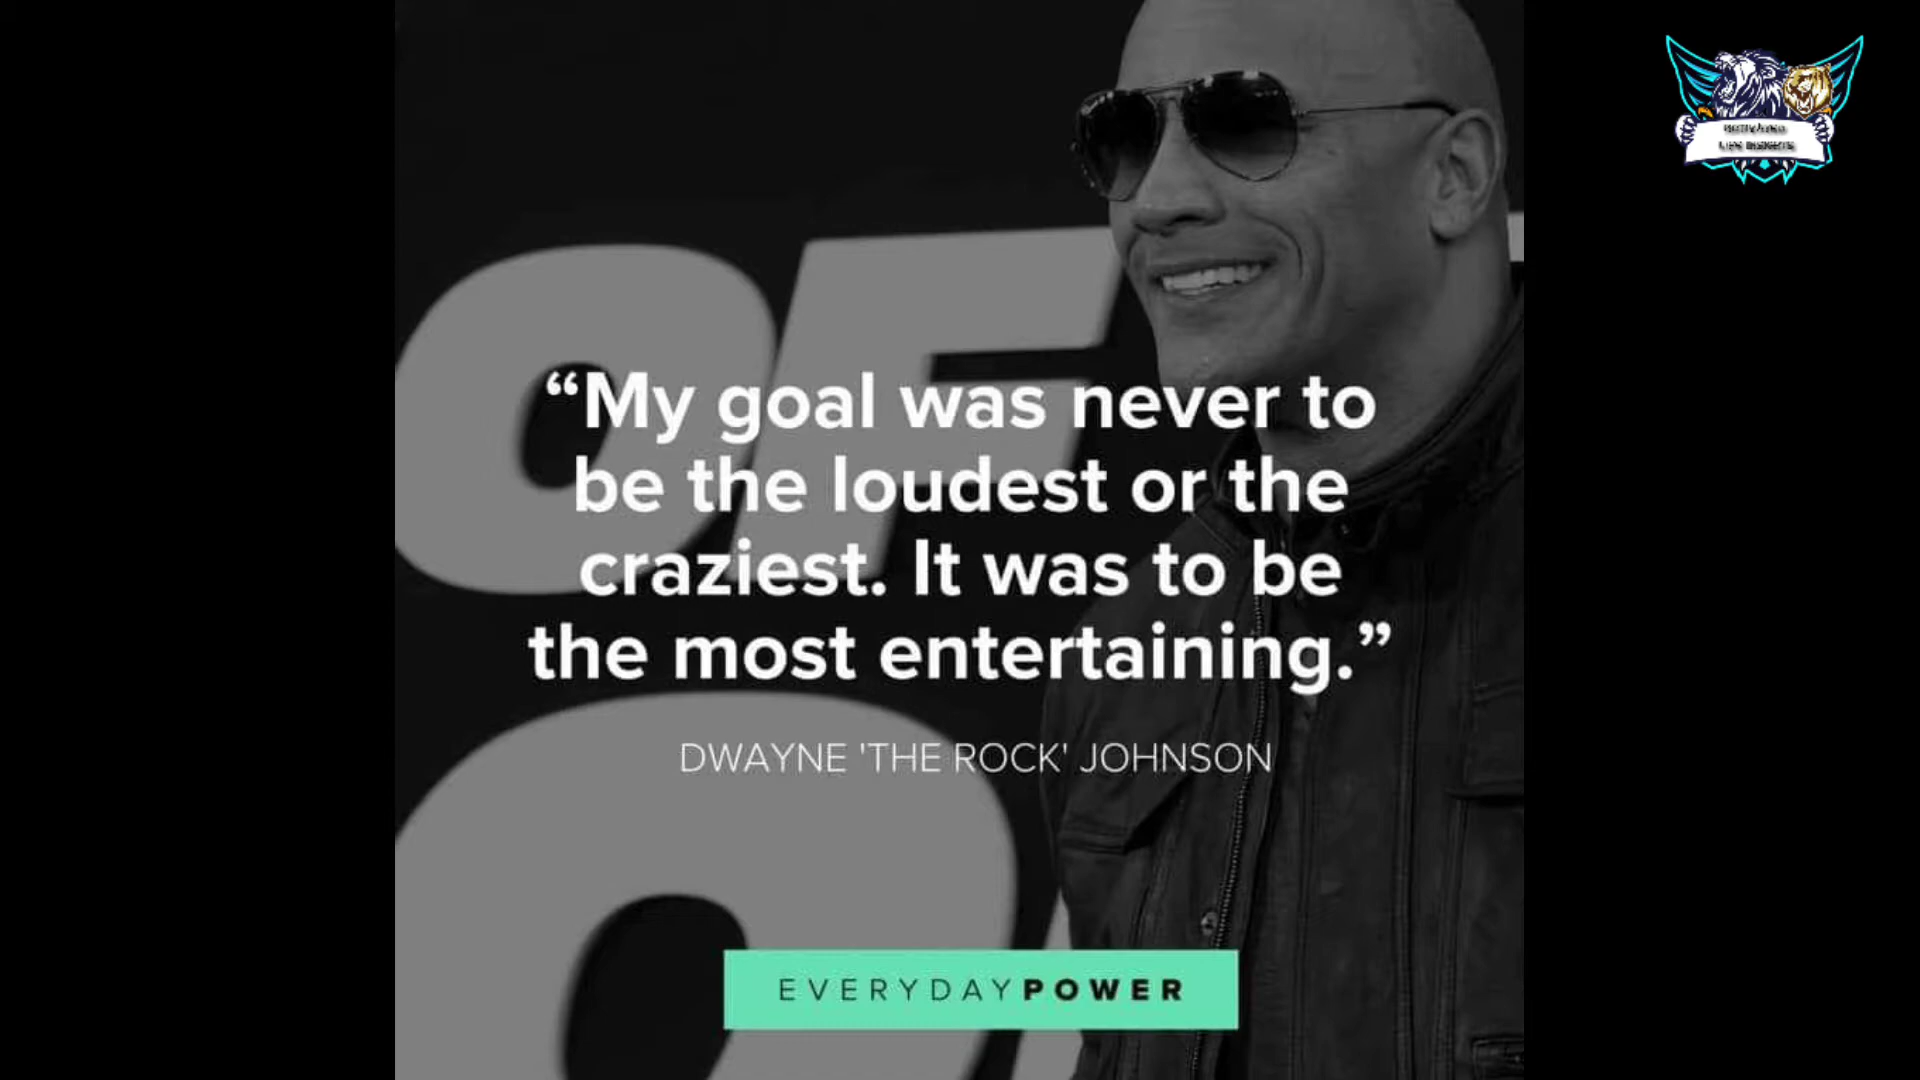 “My goal was never to
be the loudest or the
craziest. It was to be
the most entertaining.”
DWAYNE 'THE ROCK' JOHNSON
EVERYDAYPOWER